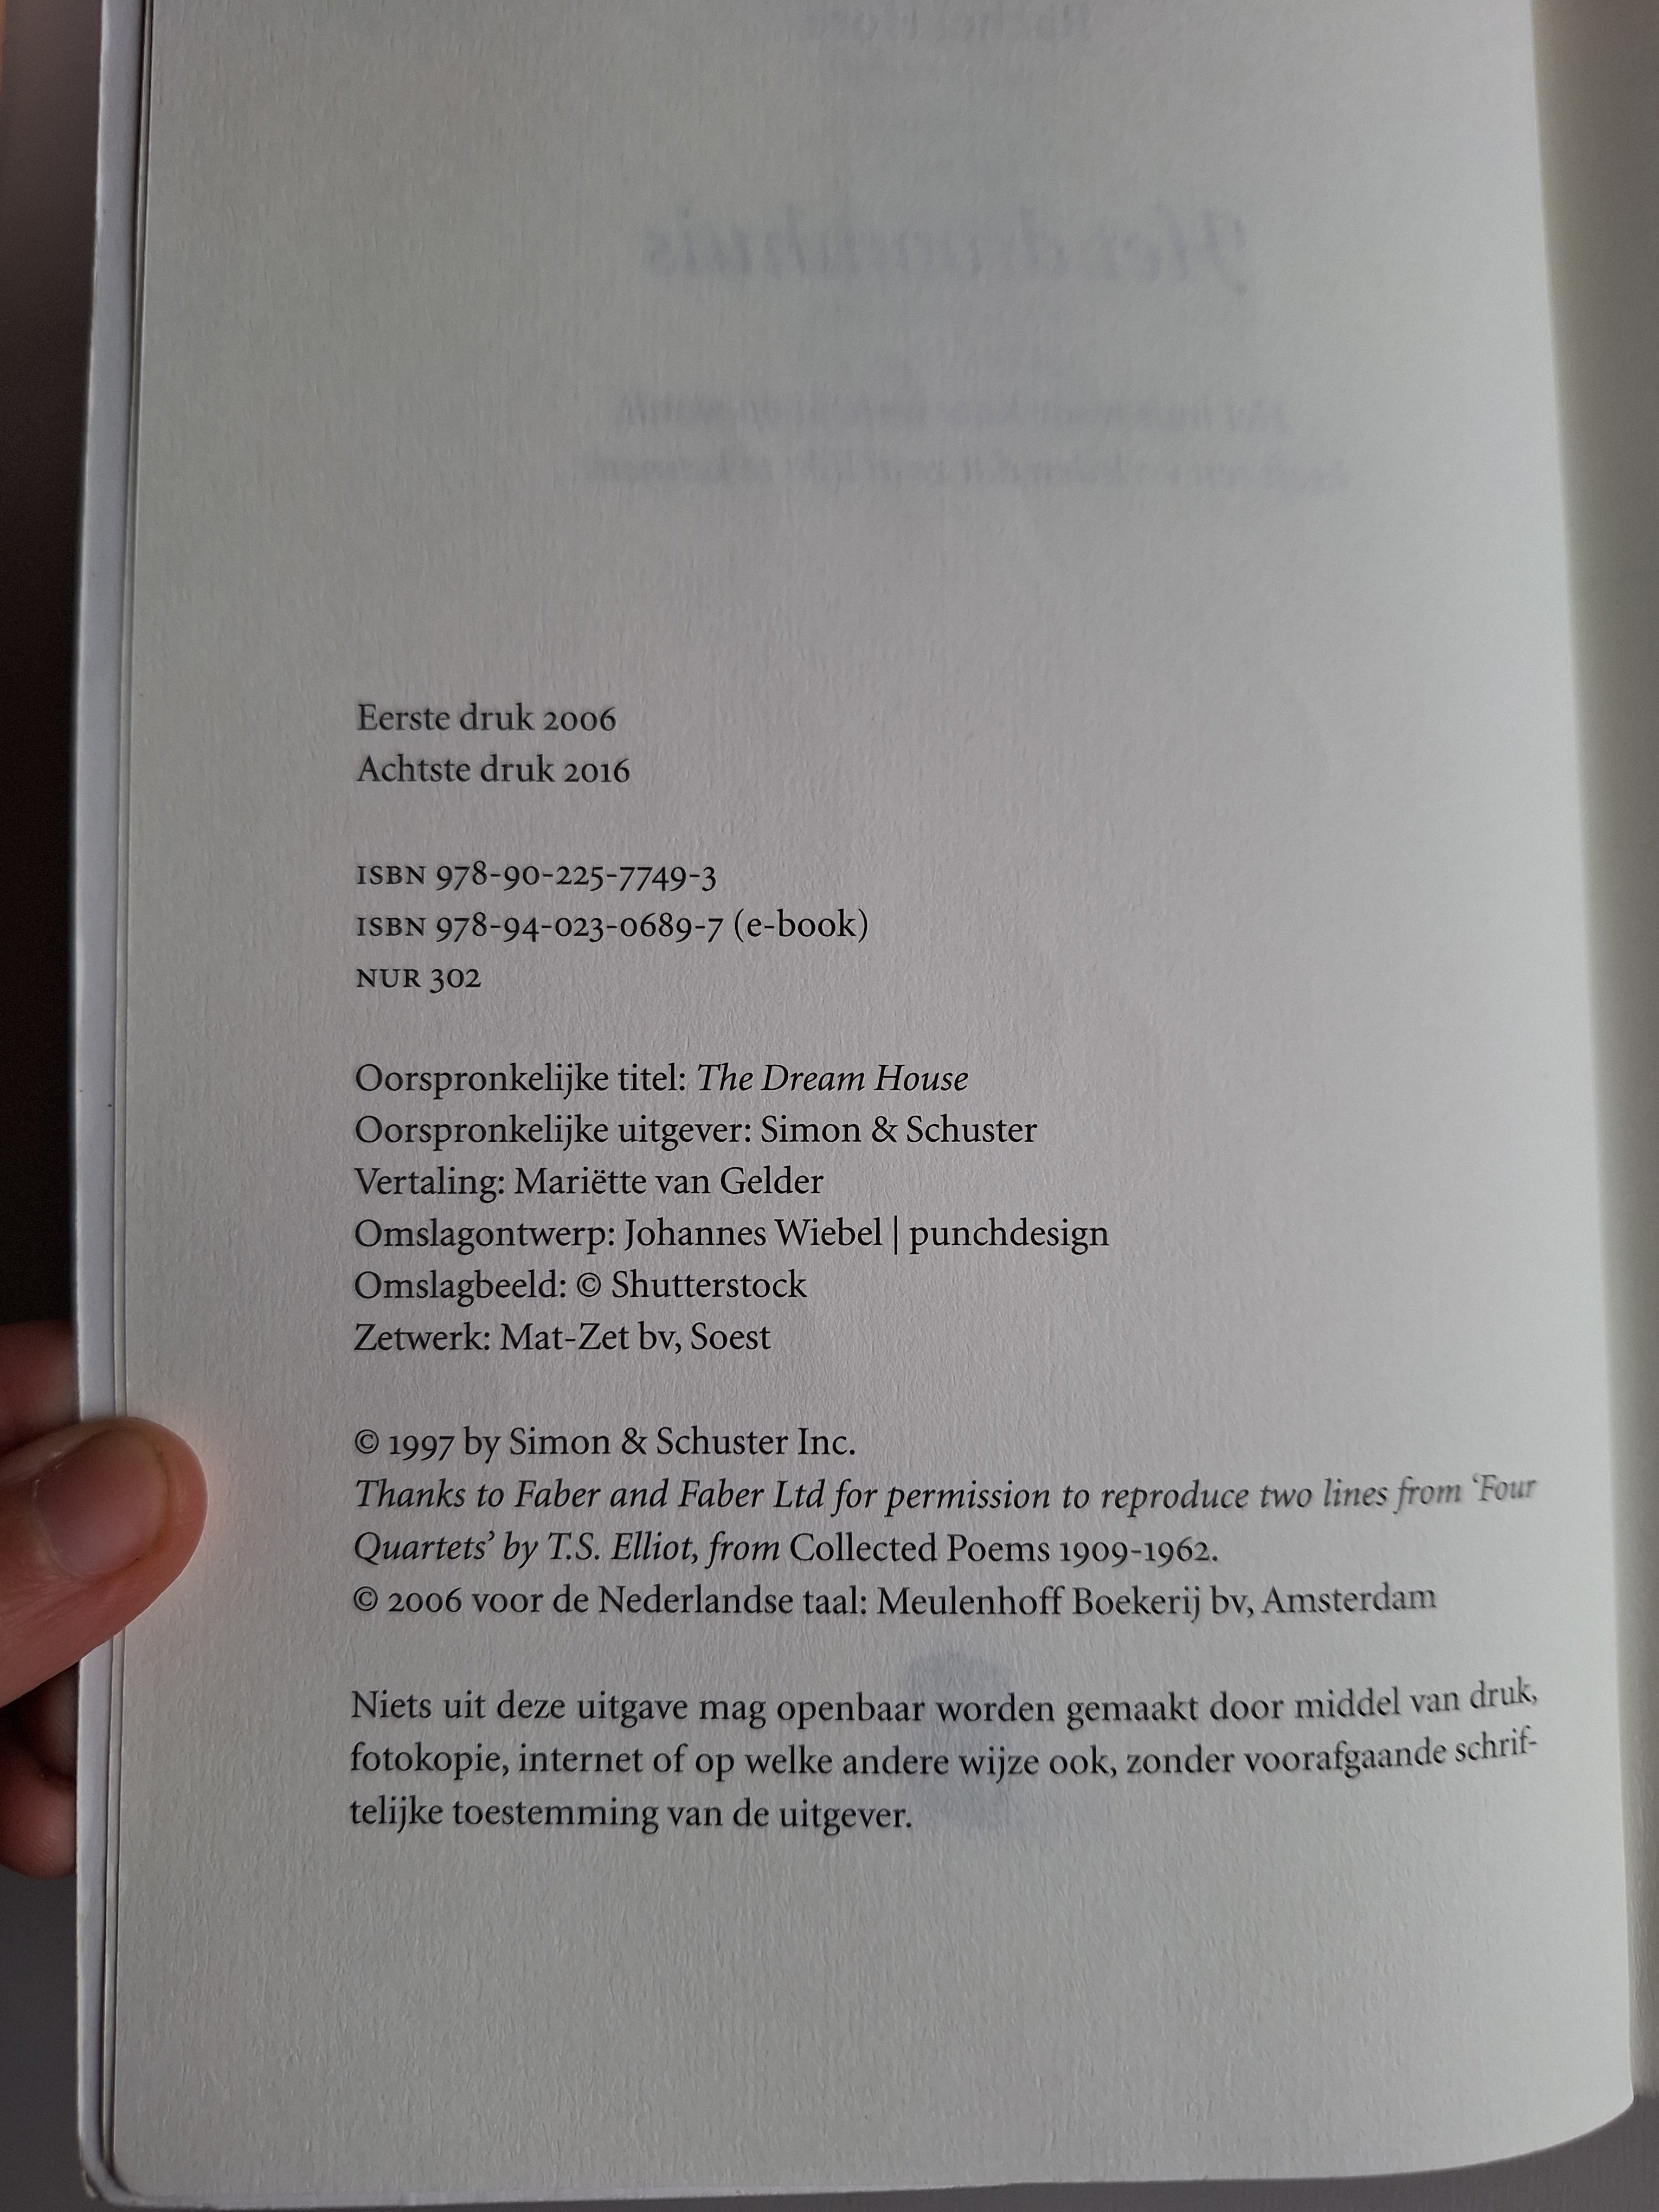 Het droomhuis
Eerste druk 2006
Achtste druk 2016
ISBN 978-90-225-7749-3
ISBN 978-94-023-0689-7 (e-book)
NUR 302
Oorspronkelijke titel: The Dream House
Oorspronkelijke uitgever: Simon & Schuster
Vertaling: Mariëtte van Gelder
Omslagontwerp: Johannes Wiebel | punchdesign
Omslagbeeld: © Shutterstock
Zetwerk: Mat-Zet bv, Soest
© 1997 by Simon & Schuster Inc.
Thanks to Faber and Faber Ltd for permission to reproduce two lines from ‘Four
Quartets’ by T.S. Elliot, from Collected Poems 1909-1962.
© 2006 voor de Nederlandse taal: Meulenhoff Boekerij bv, Amsterdam
Niets uit deze uitgave mag openbaar worden gemaakt door middel van druk,
fotokopie, internet of op welke andere wijze ook, zonder voorafgaande schrif-
telijke toestemming van de uitgever.